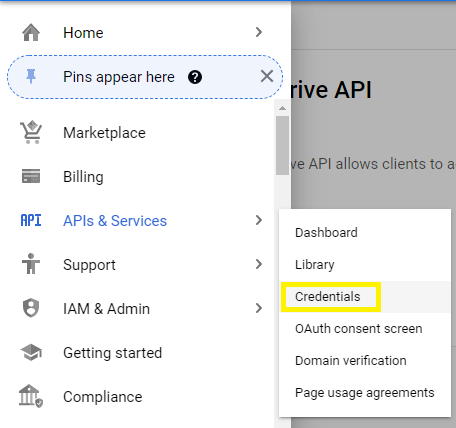 Home
Pins appear here ?
rive API
Marketplace
ve API allows clients to a
Billing
API APIs & Services
Dashboard
Library
Credentials
OAuth consent screen
Domain verification
Page usage agreements
Support
IAM & Admin
Getting started
Compliance